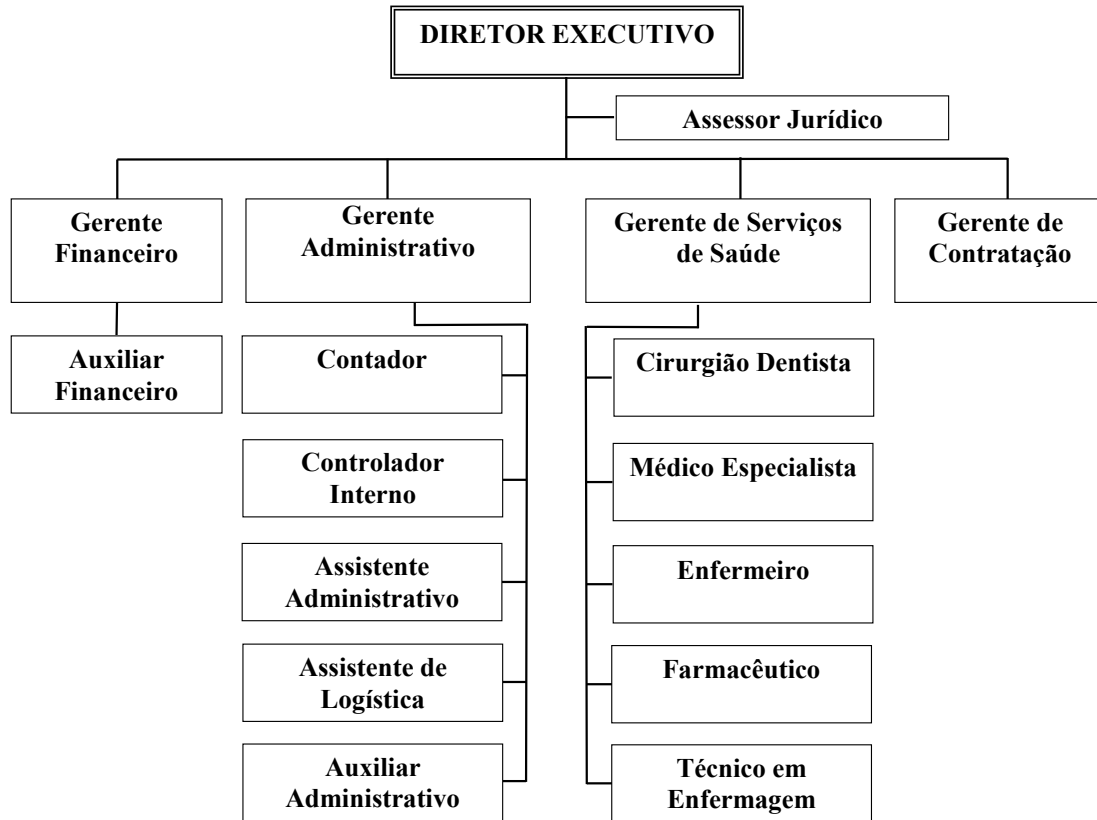 DIRETOR EXECUTIVO
Assessor Jurídico
Gerente
Financeiro
Gerente
Administrativo
Gerente de Serviços
de Saúde
Gerente de
Contratação
Auxiliar
Financeiro
Contador
Controlador
Interno
Assistente
Administrativo
Assistente de
Logística
Auxiliar
Administrativo
Cirurgião Dentista
Médico Especialista
Enfermeiro
Farmacêutico
Técnico em
Enfermagem